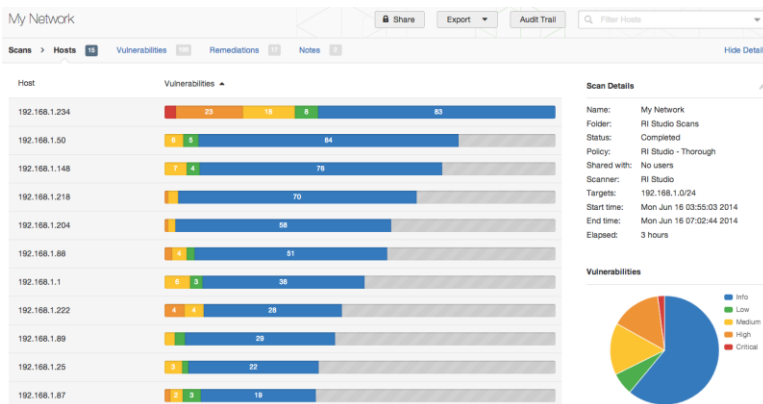 My Network
Share
Export
Audit Trail
Filter Hosts
Scans > Hosts 15 Vulnerabilities Remediations 17 Notes
Hide Detail
Host Vulnerabilities
192.168.1.234 23 8 83
192.168.1.50 6 5 84
192.168.1.148 7 4 76
192.168.1.218 70
192.168.1.204 58
192.168.1.88 4 51
192.168.1.1 6 3 38
192.168.1.222 4 4 28
192.168.1.89 29
192.168.1.25 3 22
192.168.1.87 2 3 19
Scan Details
Name: My Network
Folder: RI Studio Scans
Status: Completed
Policy: RI Studio - Thorough
Shared with: No users
Scanner: RI Studio
Targets: 192.168.1.0/24
Start time: Mon Jun 16 03:55:03 2014
End time: Mon Jun 16 07:02:44 2014
Elapsed: 3 hours
Vulnerabilities
Info
Low
Medium
High
Critical